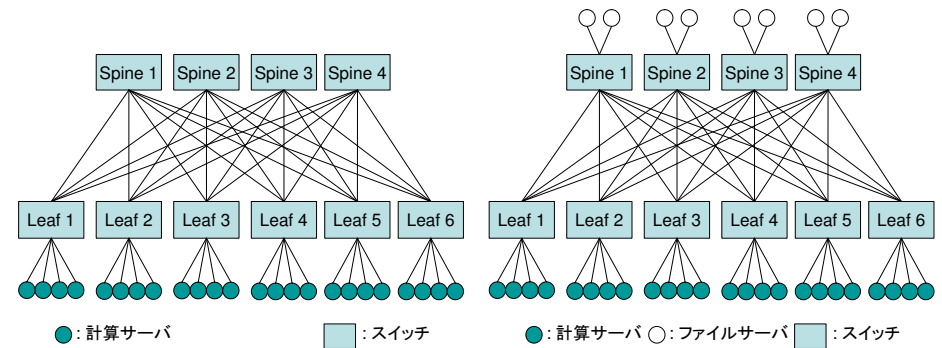 Spine 1 Spine 2 Spine 3 Spine 4
Leaf 1 Leaf 2 Leaf 3 Leaf 4 Leaf 5 Leaf 6
: 計算サーバ : スイッチ
Spine 1 Spine 2 Spine 3 Spine 4
Leaf 1 Leaf 2 Leaf 3 Leaf 4 Leaf 5 Leaf 6
: 計算サーバ : ファイルサーバ : スイッチ